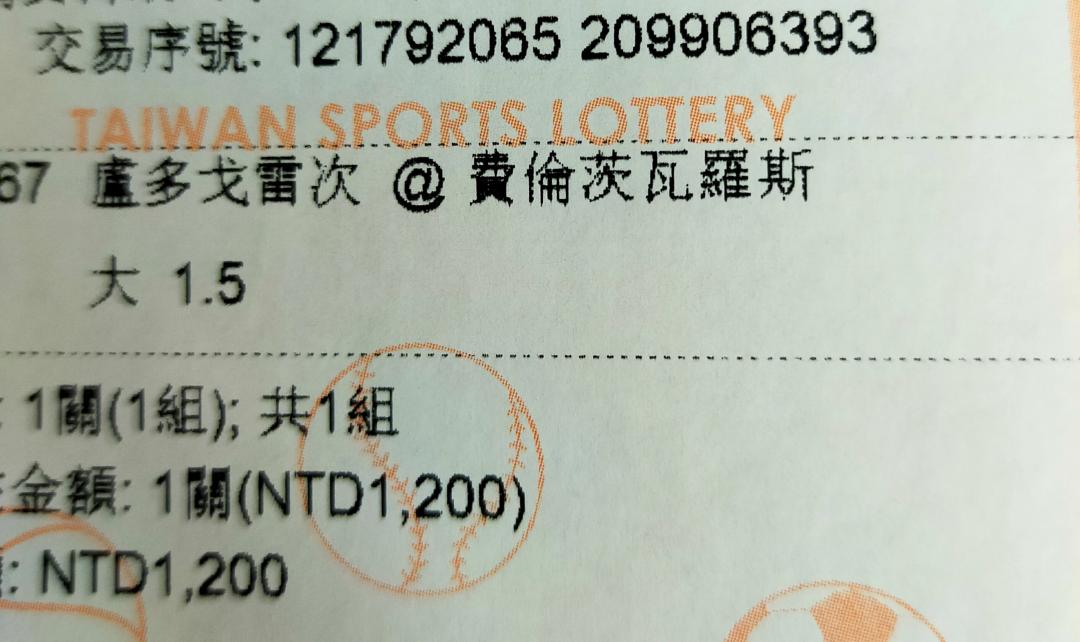 交易序號: 121792065 209906393
TAIWAN SPORTS LOTTERY
67 盧多戈雷次 @ 費倫茨瓦羅斯
大 1.5
: 1關(1組); 共1組
金額: 1關(NTD1,200)
: NTD1,200